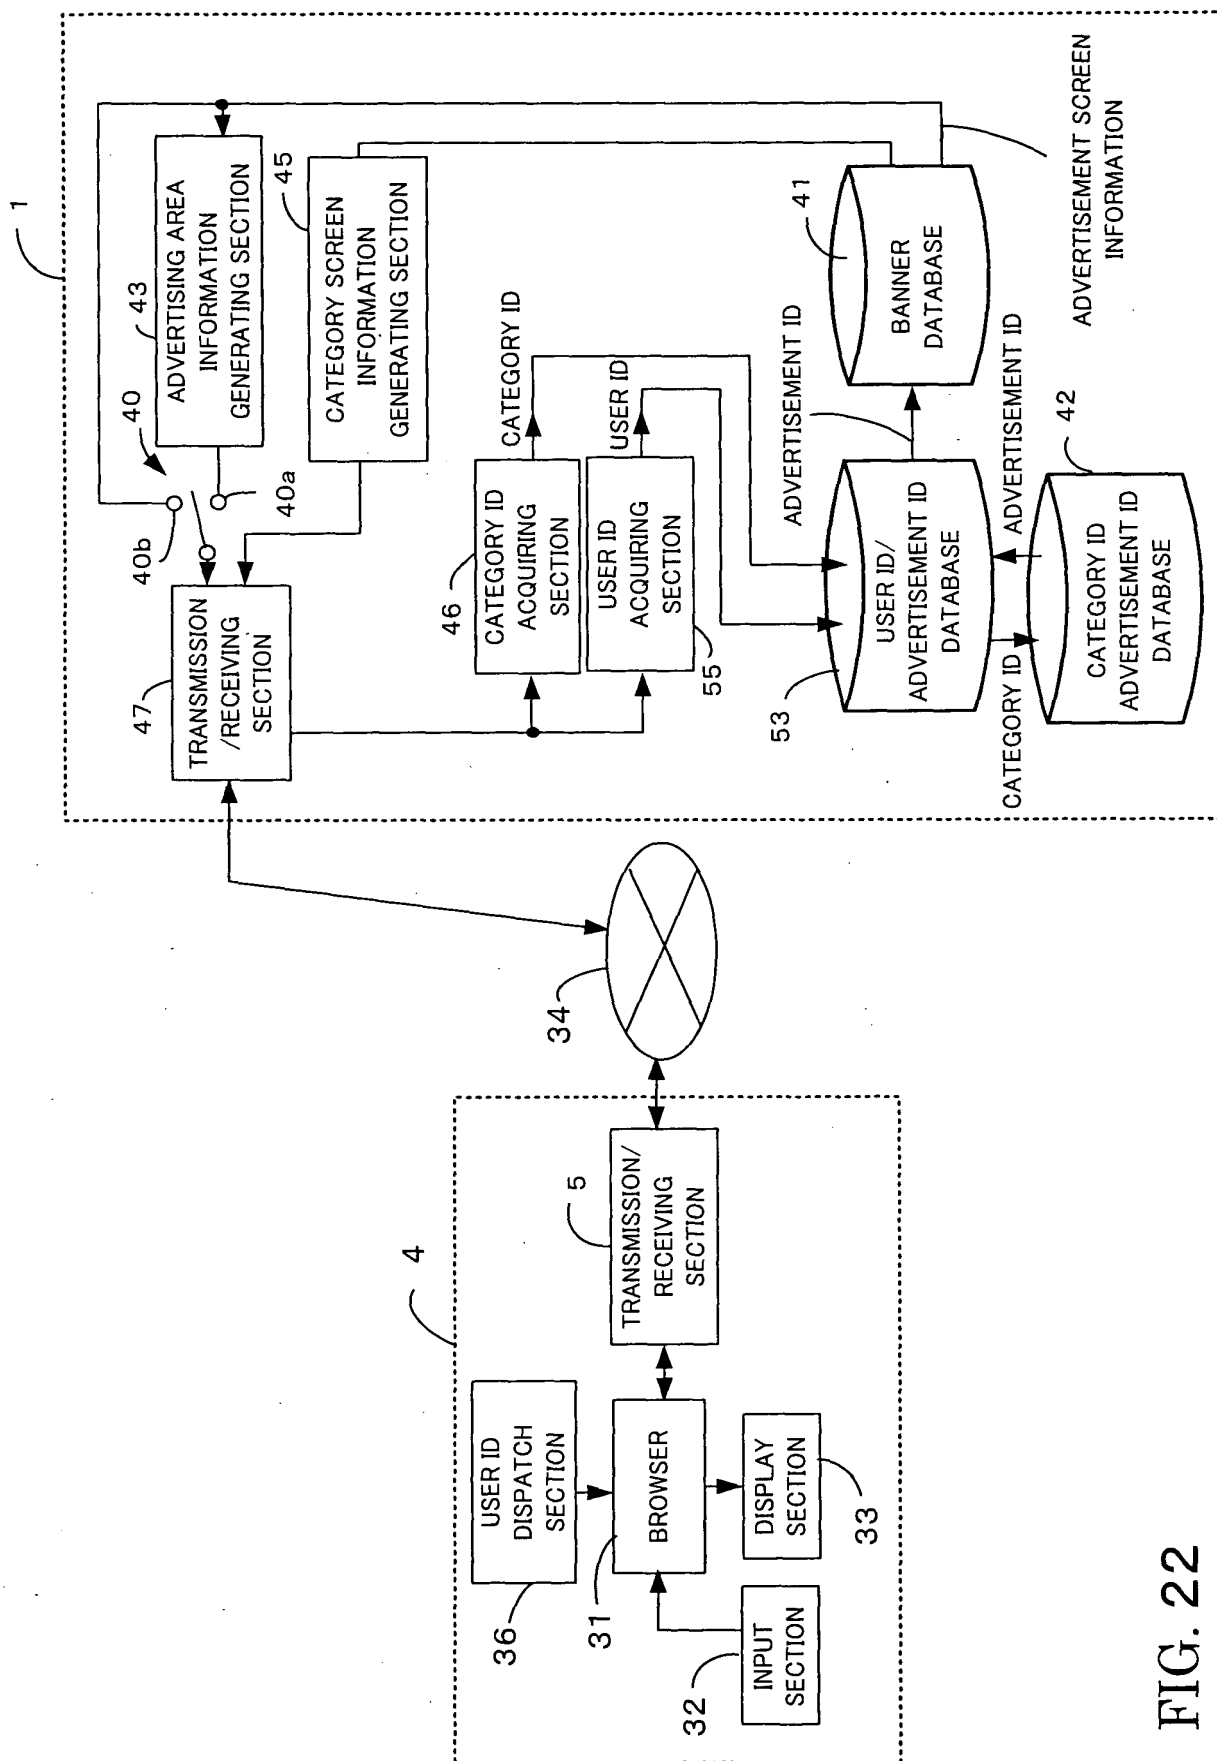 FIG. 22
4
36
USER ID
DISPATCH
SECTION
31
BROWSER
32
INPUT
SECTION
DISPLAY
SECTION
33
5
TRANSMISSION/
RECEIVING
SECTION
34
1
47
TRANSMISSION
/RECEIVING
SECTION
40b
40
40a
43
ADVERTISING AREA
INFORMATION
GENERATING SECTION
45
CATEGORY SCREEN
INFORMATION
GENERATING SECTION
46
CATEGORY ID
ACQUIRING
SECTION
CATEGORY ID
USER ID
ACQUIRING
SECTION
55
USER ID
ADVERTISEMENT ID
53
USER ID/
ADVERTISEMENT ID
DATABASE
41
BANNER
DATABASE
CATEGORY ID
ADVERTISEMENT ID
42
CATEGORY ID
ADVERTISEMENT ID
DATABASE
ADVERTISEMENT SCREEN
INFORMATION